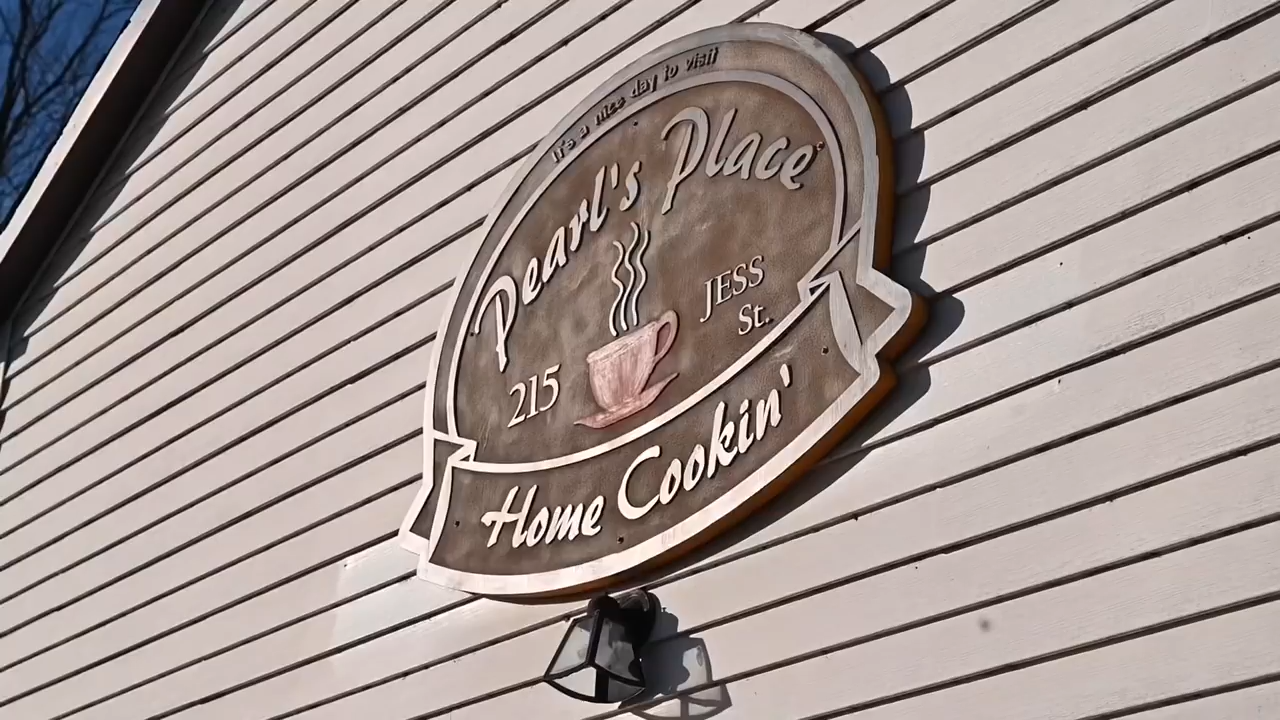 it's a nice day to visit
Pearl's Place
215
JESS
St.
Home Cookin'